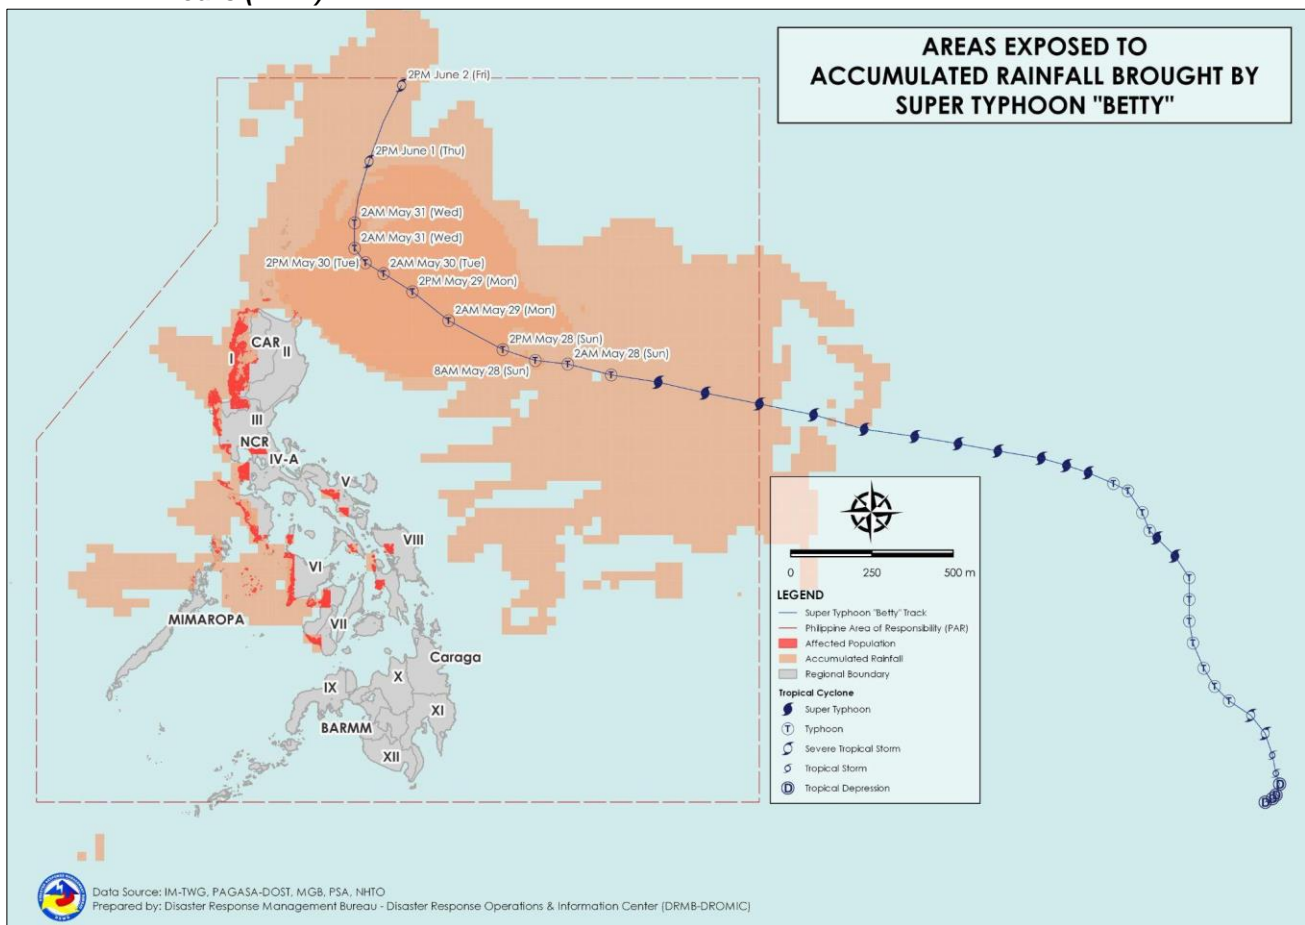 AREAS EXPOSED TO
ACCUMULATED RAINFALL BROUGHT BY
SUPER TYPHOON "BETTY"
2PM June 2 (Fri)
2PM June 1 (Thu)
2AM May 31 (Wed)
2AM May 31 (Wed)
2PM May 30 (Tue)
2AM May 30 (Tue)
2PM May 29 (Mon)
2AM May 29 (Mon)
2PM May 28 (Sun)
2AM May 28 (Sun)
8AM May 28 (Sun)
CAR
I
II
III
NCR
IV-A
V
VIII
VI
MIMAROPA
VII
Caraga
X
IX
XI
BARMM
XII
0 250 500 m
LEGEND
Super Typhoon "Betty" Track
Philippine Area of Responsibility (PAR)
Affected Population
Accumulated Rainfall
Regional Boundary
Tropical Cyclone
Super Typhoon
T Typhoon
Severe Tropical Storm
Tropical Storm
D Tropical Depression
Data Source: IM-TWG, PAGASA-DOST, MGB, PSA, NHTO
Prepared by: Disaster Response Management Bureau - Disaster Response Operations & Information Center (DRMB-DROMIC)